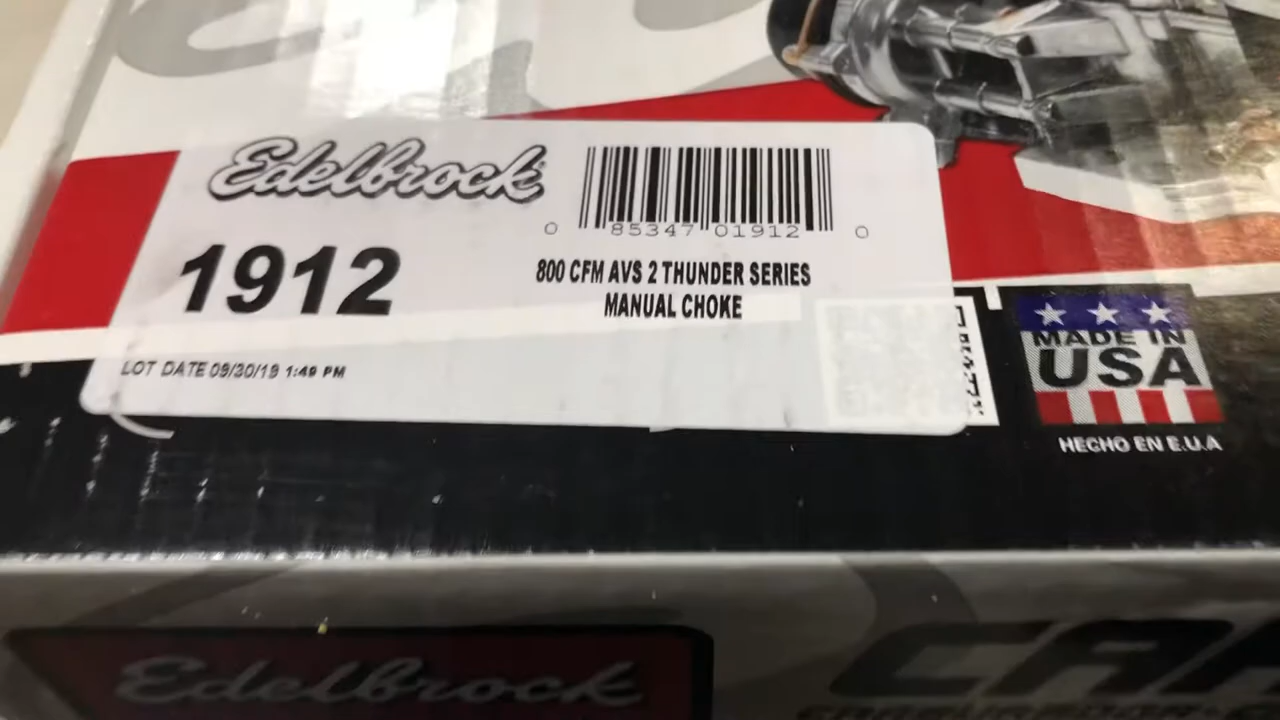 Edelbrock
0 85347 01912 0
1912
800 CFM AVS 2 THUNDER SERIES
MANUAL CHOKE
LOT DATE 09/30/19 1:49 PM
MADE IN
USA
HECHO EN E.U.A
Edelbrock